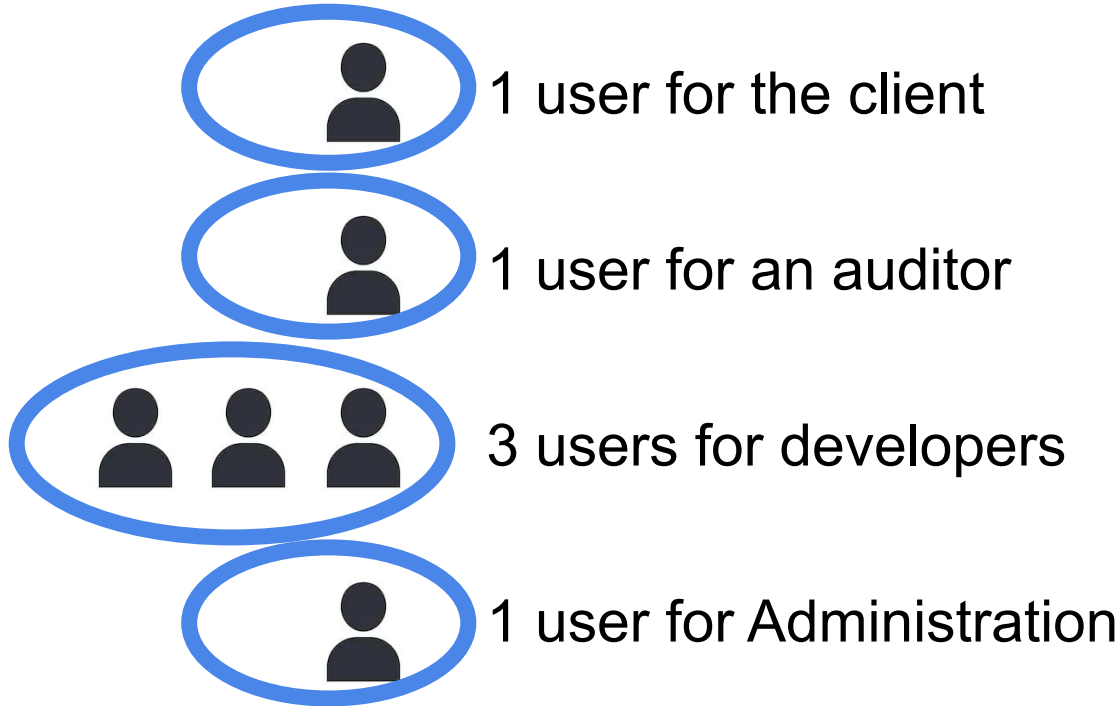 1 user for the client
1 user for an auditor
3 users for developers
1 user for Administration